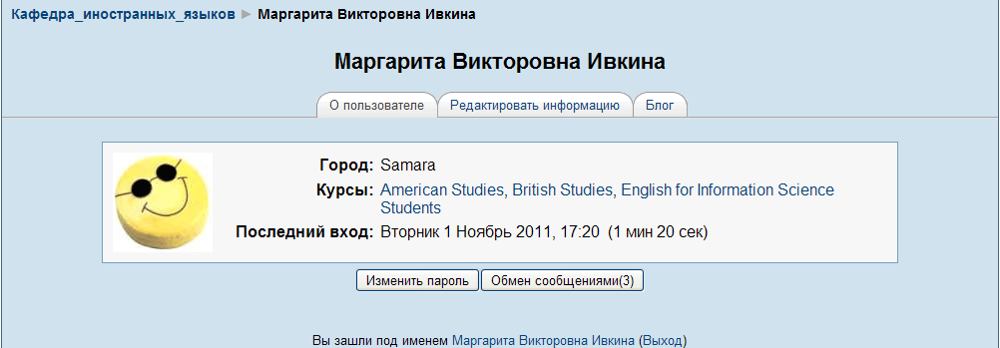 Кафедра_иностранных_языков ► Маргарита Викторовна Ивкина
Маргарита Викторовна Ивкина
О пользователе Редактировать информацию Блог
Город: Samara
Курсы: American Studies, British Studies, English for Information Science
Students
Последний вход: Вторник 1 Ноябрь 2011, 17:20 (1 мин 20 сек)
Изменить пароль Обмен сообщениями(3)
Вы зашли под именем Маргарита Викторовна Ивкина (Выход)